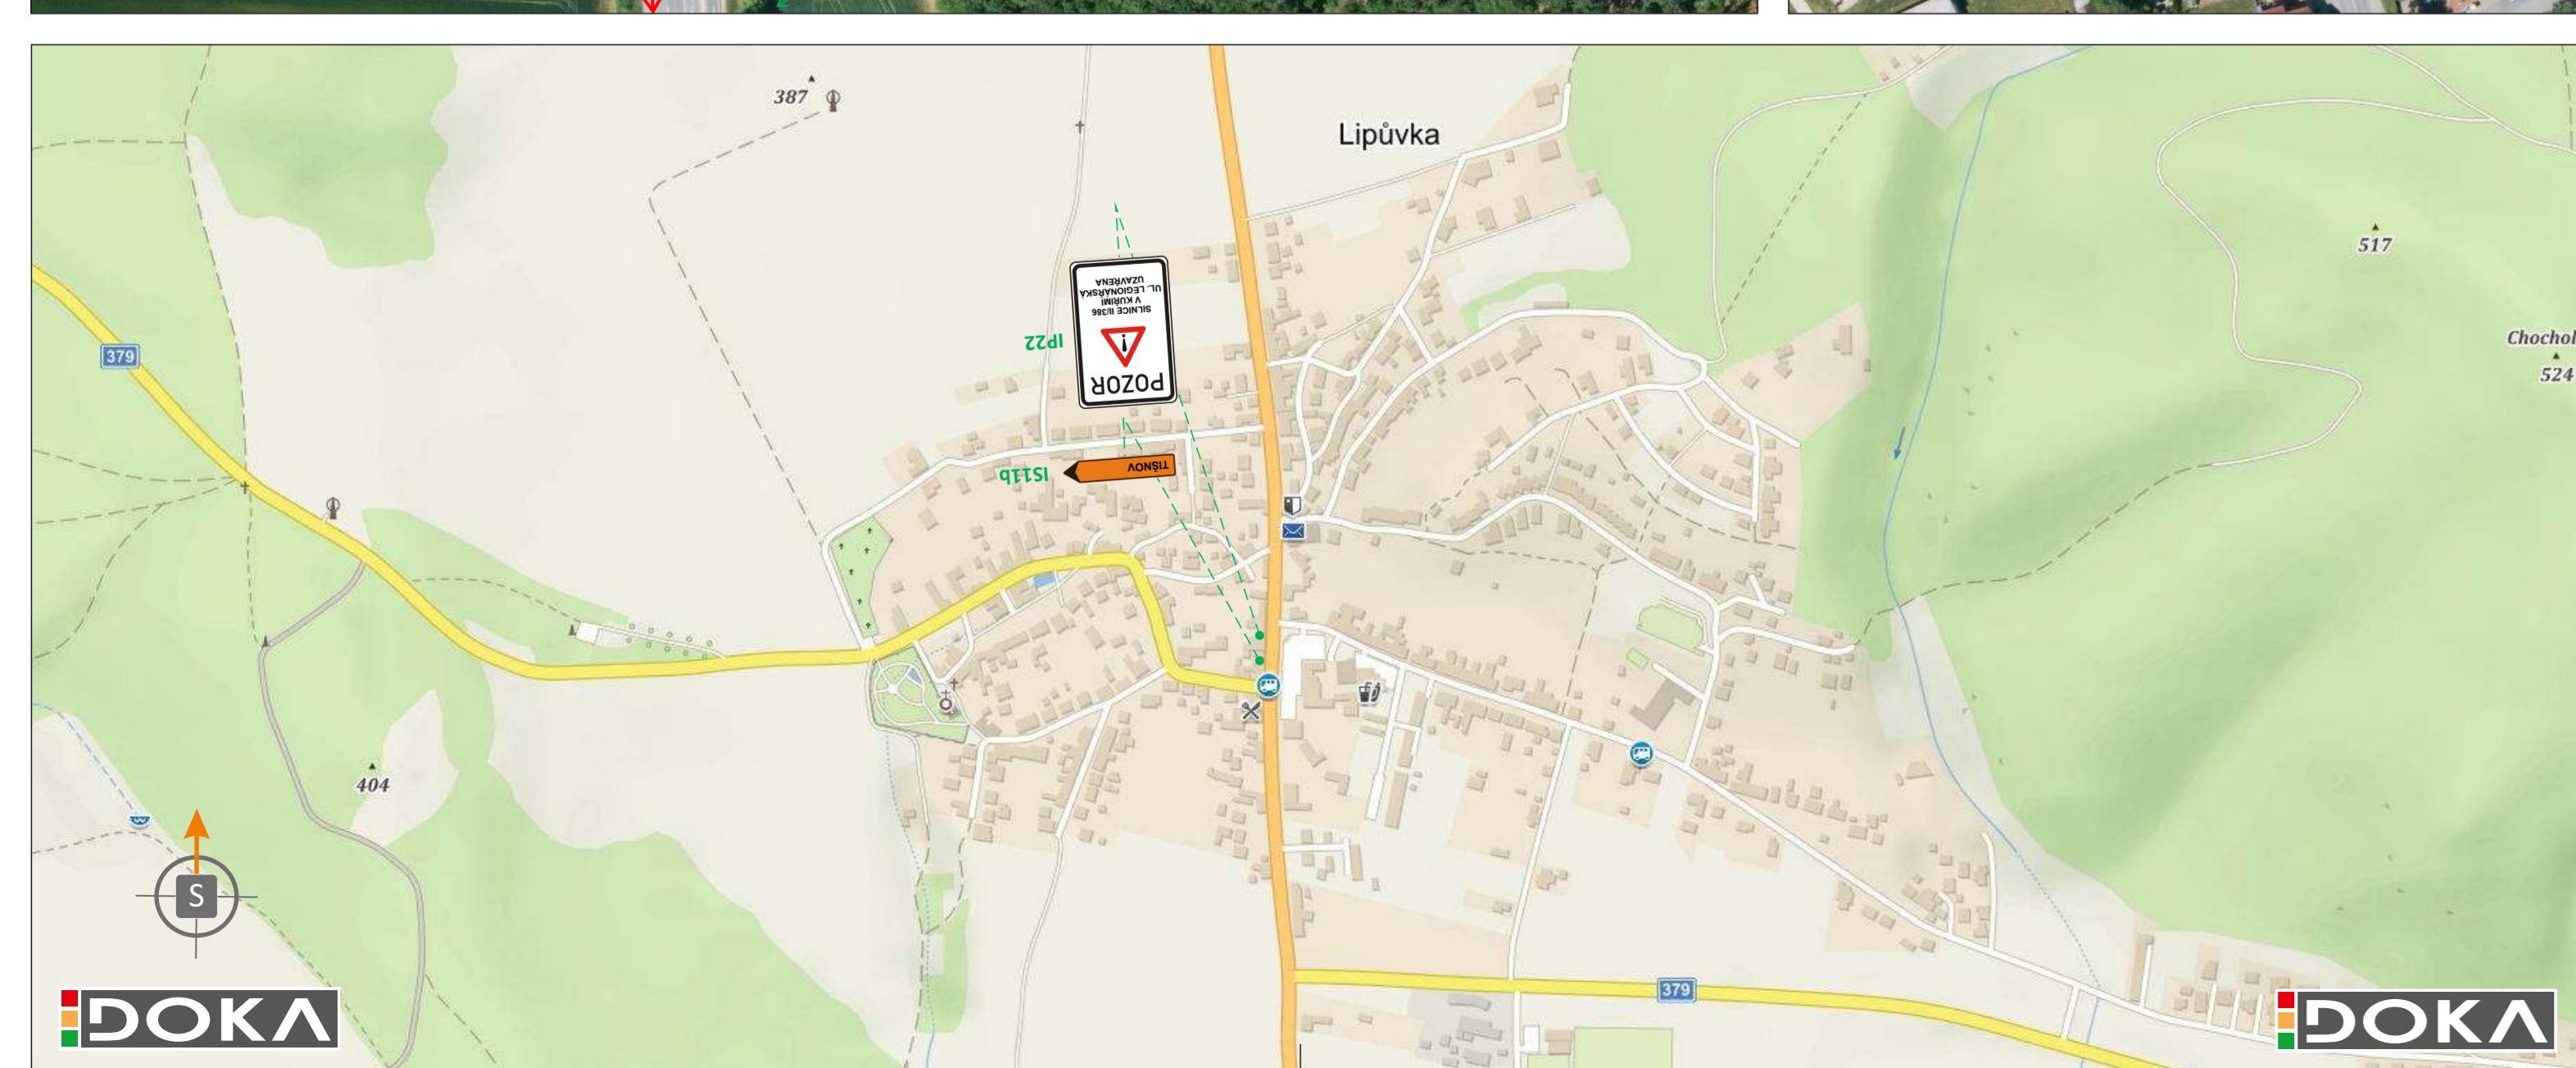 387
Lipůvka
517
UZAVŘENA
UL. LEGIONÁŘSKÁ
V KUŘIMI
SILNICE II/386
POZOR
IP22
379
Chochol
524
TIŠNOV
IS11b
404
S
379
DOKA
DOKA